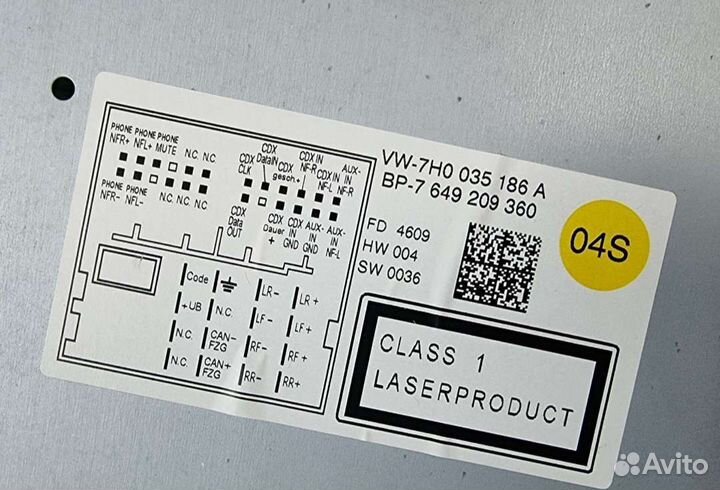 PHONE PHONE PHONE
NFR+ NFL+ MUTE N.C. N.C.
PHONE PHONE
NFR- NFL- N.C. N.C. N.C.
CDX CLK
CDX DataIN
CDX gesch.+
CDX IN NF-R
CDX IN NF-L
AUX- NF-R
CDX Data OUT
CDX Dauer +
CDX IN GND
AUX- IN GND
AUX- IN NF-L
Code LR- LR+
+UB N.C. LF- LF+
N.C. CAN- FZG RF- RF+
N.C. CAN+ FZG RR- RR+
VW-7H0 035 186 A
BP-7 649 209 360
FD 4609
HW 004
SW 0036
04S
CLASS 1
LASERPRODUCT
Avito